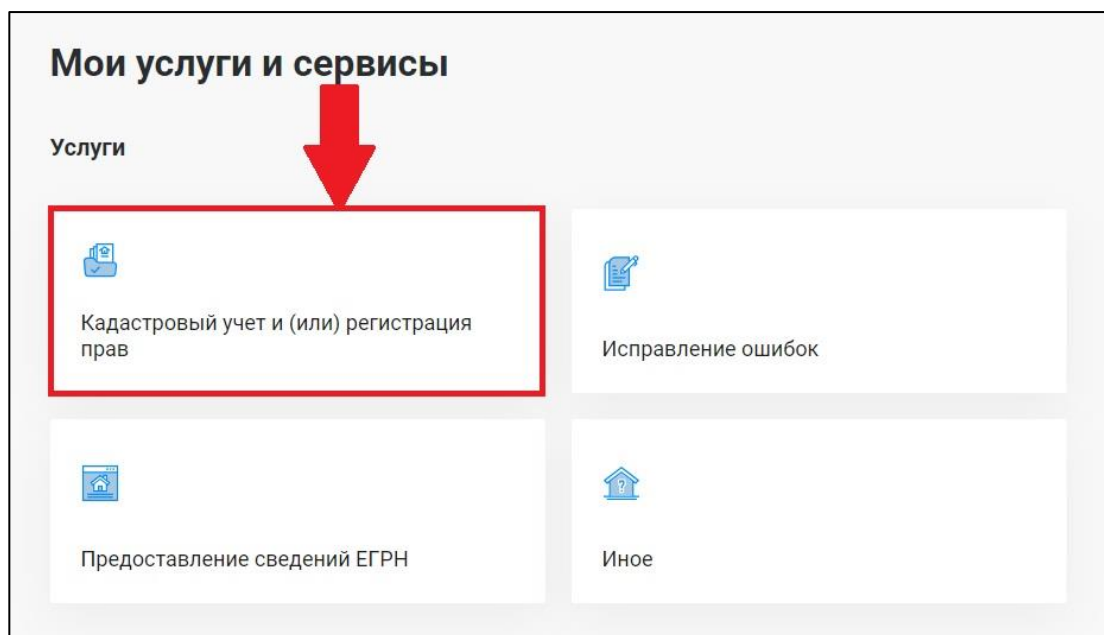 Мои услуги и сервисы
Услуги
Кадастровый учет и (или) регистрация
прав
Исправление ошибок
Предоставление сведений ЕГРН
Иное